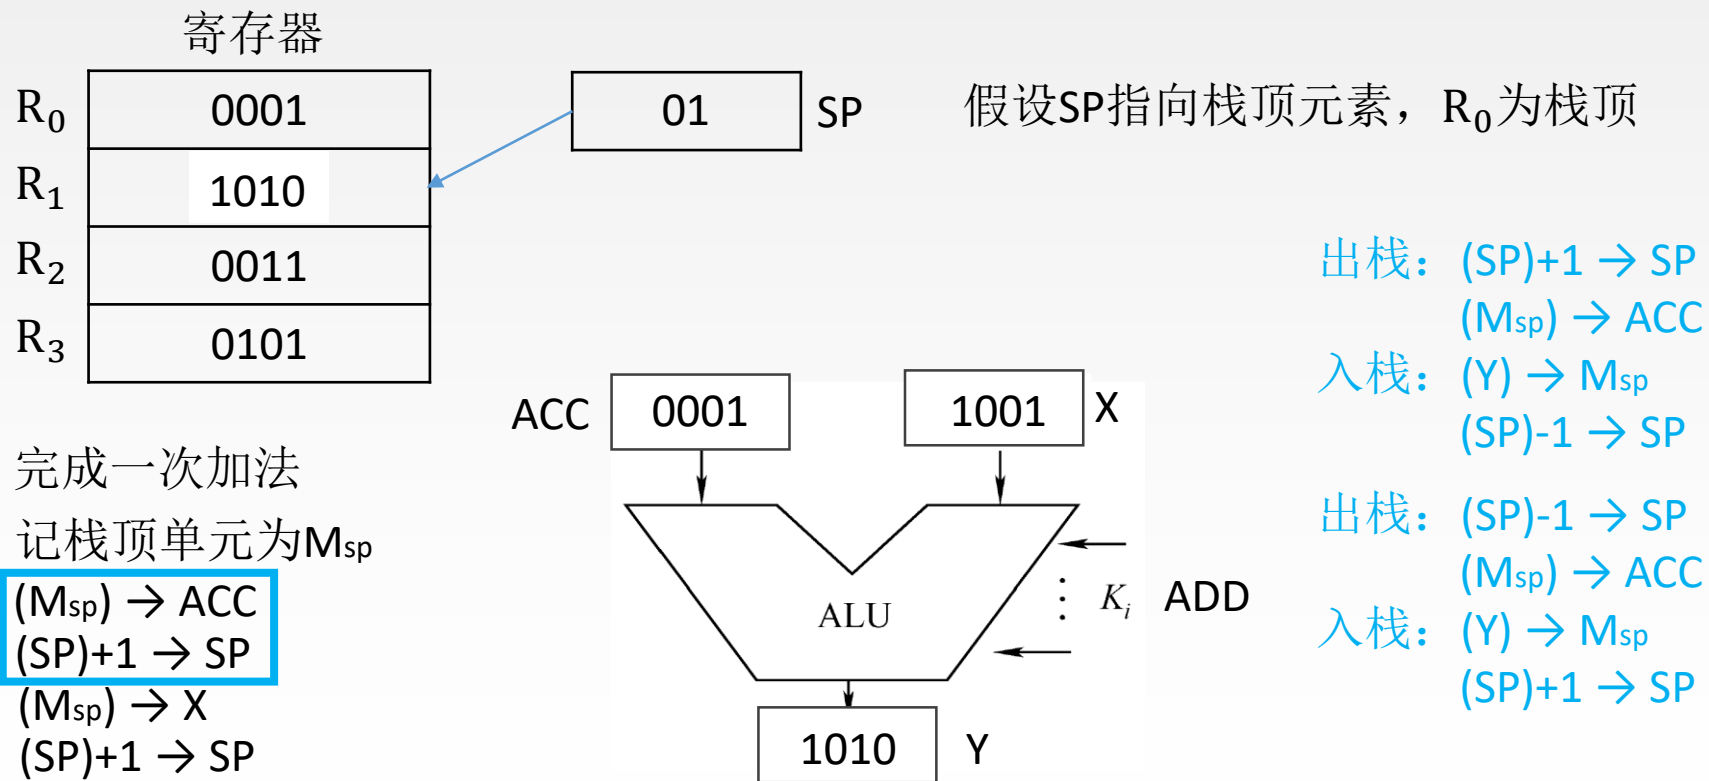 寄存器
R₀ 0001
R₁ 1010
R₂ 0011
R₃ 0101
01 SP
假设SP指向栈顶元素，R₀为栈顶
完成一次加法
记栈顶单元为Msp
(Msp) → ACC
(SP)+1 → SP
(Msp) → X
(SP)+1 → SP
ACC 0001
1001 X
ALU
Kᵢ ADD
1010 Y
出栈：(SP)+1 → SP
(Msp) → ACC
入栈：(Y) → Msp
(SP)-1 → SP
出栈：(SP)-1 → SP
(Msp) → ACC
入栈：(Y) → Msp
(SP)+1 → SP